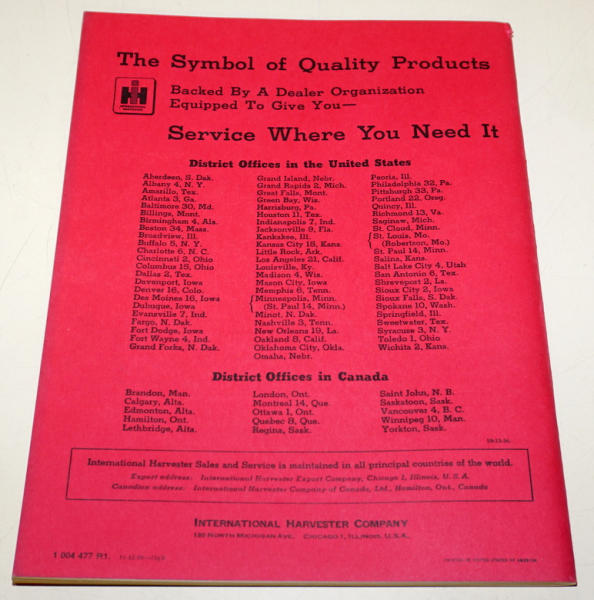 The Symbol of Quality Products
IH
INTERNATIONAL HARVESTER
Backed By A Dealer Organization
Equipped To Give You—
Service Where You Need It
District Offices in the United States
Aberdeen, S. Dak.
Albany 4, N. Y.
Amarillo, Tex.
Atlanta 3, Ga.
Baltimore 30, Md.
Billings, Mont.
Birmingham 4, Ala.
Boston 34, Mass.
Broadview, Ill.
Buffalo 5, N. Y.
Charlotte 6, N. C.
Cincinnati 2, Ohio
Columbus 15, Ohio
Dallas 2, Tex.
Davenport, Iowa
Denver 16, Colo.
Des Moines 16, Iowa
Dubuque, Iowa
Evansville 7, Ind.
Fargo, N. Dak.
Fort Dodge, Iowa
Fort Wayne 4, Ind.
Grand Forks, N. Dak.
Grand Island, Nebr.
Grand Rapids 2, Mich.
Great Falls, Mont.
Green Bay, Wis.
Harrisburg, Pa.
Houston 11, Tex.
Indianapolis 7, Ind.
Jacksonville 9, Fla.
Kankakee, Ill.
Kansas City 16, Kans.
Little Rock, Ark.
Los Angeles 21, Calif.
Louisville, Ky.
Madison 4, Wis.
Mason City, Iowa
Memphis 6, Tenn.
Minneapolis, Minn.
(St. Paul 14, Minn.)
Minot, N. Dak.
Nashville 3, Tenn.
New Orleans 19, La.
Oakland 8, Calif.
Oklahoma City, Okla.
Omaha, Nebr.
Peoria, Ill.
Philadelphia 32, Pa.
Pittsburgh 33, Pa.
Portland 22, Oreg.
Quincy, Ill.
Richmond 13, Va.
Saginaw, Mich.
St. Cloud, Minn.
St. Louis, Mo.
(Robertson, Mo.)
St. Paul 14, Minn.
Salina, Kans.
Salt Lake City 4, Utah
San Antonio 6, Tex.
Shreveport 2, La.
Sioux City 2, Iowa
Sioux Falls, S. Dak.
Spokane 10, Wash.
Springfield, Ill.
Sweetwater, Tex.
Syracuse 3, N. Y.
Toledo 1, Ohio
Wichita 2, Kans.
District Offices in Canada
Brandon, Man.
Calgary, Alta.
Edmonton, Alta.
Hamilton, Ont.
Lethbridge, Alta.
London, Ont.
Montreal 14, Que.
Ottawa 1, Ont.
Quebec 8, Que.
Regina, Sask.
Saint John, N. B.
Saskatoon, Sask.
Vancouver 4, B. C.
Winnipeg 10, Man.
Yorkton, Sask.
International Harvester Sales and Service is maintained in all principal countries of the world.
Export address: International Harvester Export Company, Chicago 1, Illinois, U. S. A.
Canadian address: International Harvester Company of Canada, Ltd., Hamilton, Ont., Canada
INTERNATIONAL HARVESTER COMPANY
180 NORTH MICHIGAN AVE. CHICAGO 1, ILLINOIS, U.S.A.
1 004 477 R1.
PRINTED IN UNITED STATES OF AMERICA